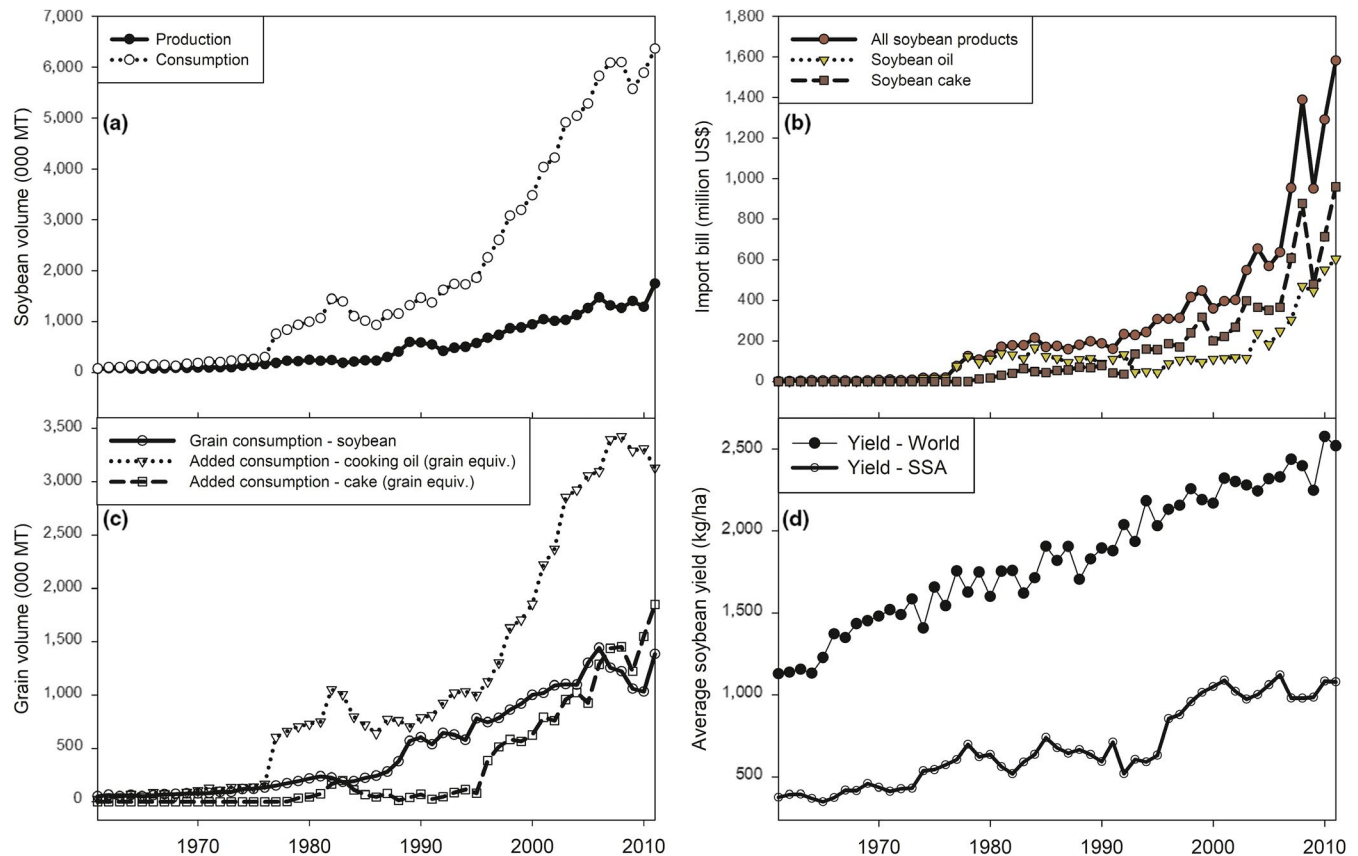 7,000
6,000
5,000
4,000
3,000
2,000
1,000
0
Soybean volume (000 MT)
Production
Consumption
(a)
1,800
1,600
1,400
1,200
1,000
800
600
400
200
0
Import bill (million US$)
All soybean products
Soybean oil
Soybean cake
(b)
3,500
3,000
2,500
2,000
1,500
1,000
500
0
Grain volume (000 MT)
Grain consumption - soybean
Added consumption - cooking oil (grain equiv.)
Added consumption - cake (grain equiv.)
(c)
1970 1980 1990 2000 2010
2,500
2,000
1,500
1,000
500
Average soybean yield (kg/ha)
Yield - World
Yield - SSA
(d)
1970 1980 1990 2000 2010